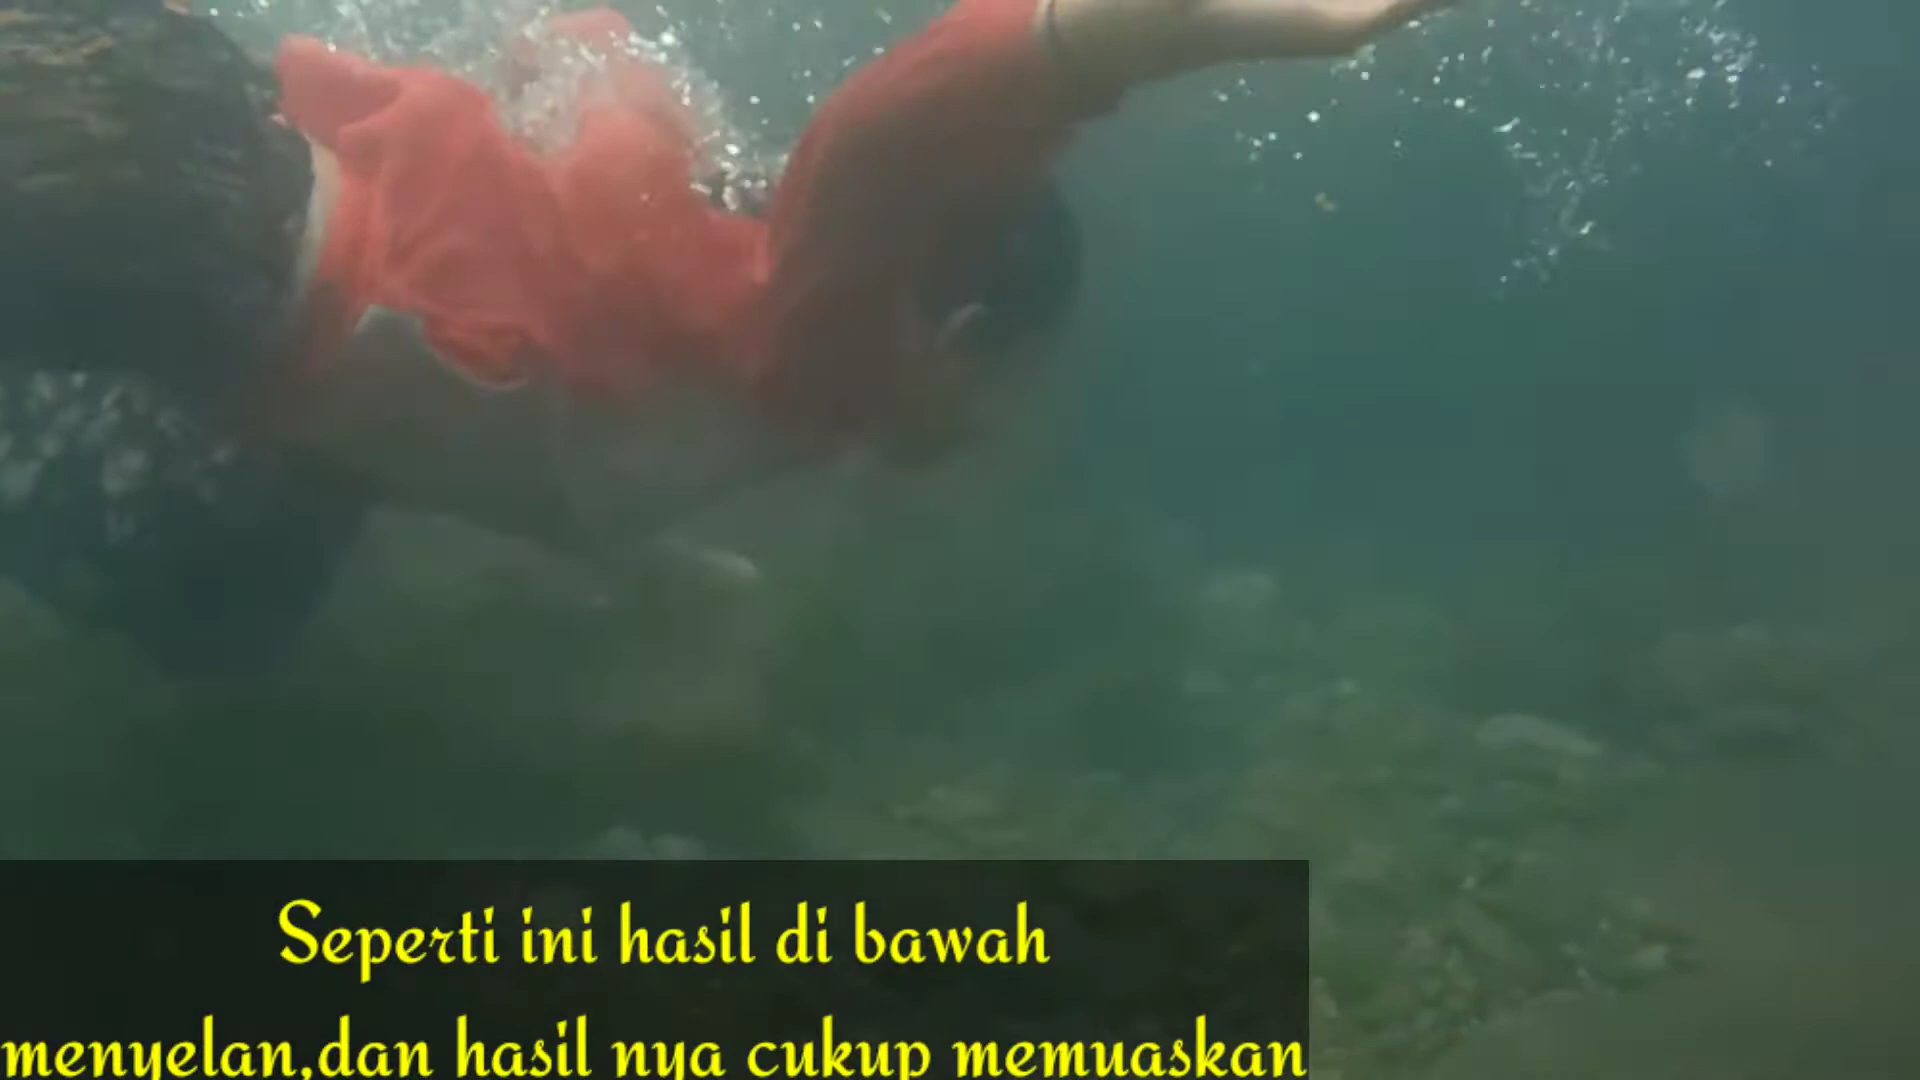 Seperti ini hasil di bawah
menyelan,dan hasil nya cukup memuaskan